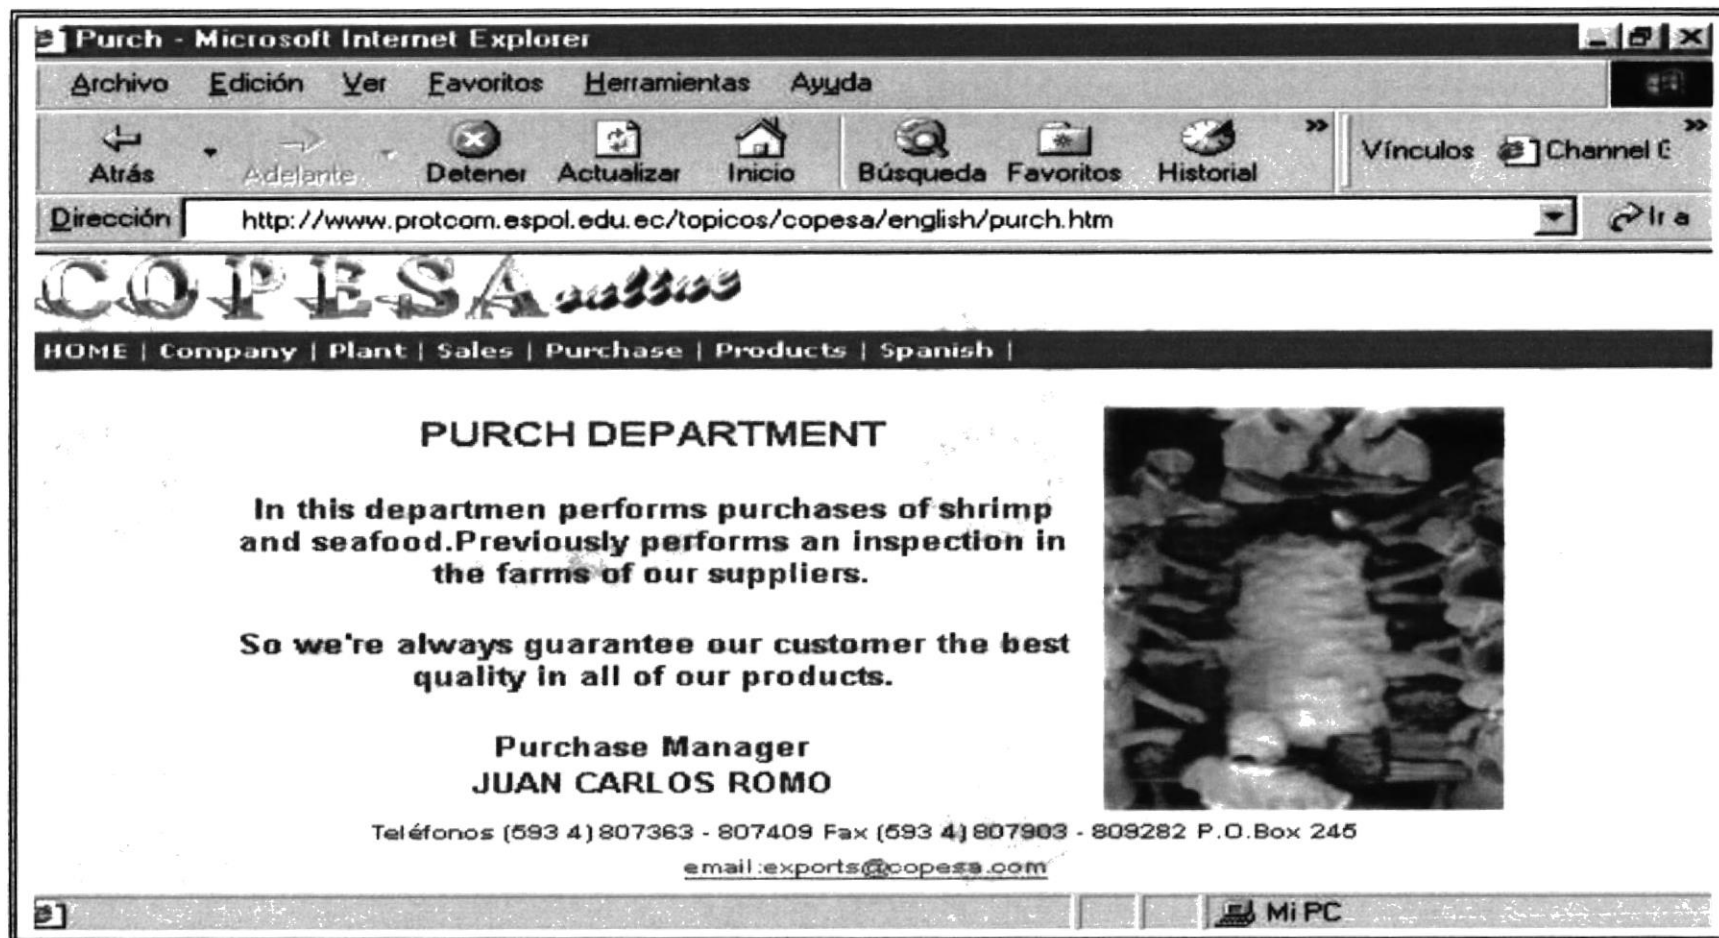 Purch - Microsoft Internet Explorer
Archivo Edición Ver Favoritos Herramientas Ayuda
Atrás Adelante Detener Actualizar Inicio Búsqueda Favoritos Historial » Vínculos Channel G »
Dirección http://www.protcom.espol.edu.ec/topicos/copesa/english/purch.htm Ir a
COPESA online
HOME | Company | Plant | Sales | Purchase | Products | Spanish |
PURCH DEPARTMENT
In this departmen performs purchases of shrimp
and seafood.Previously performs an inspection in
the farms of our suppliers.
So we're always guarantee our customer the best
quality in all of our products.
Purchase Manager
JUAN CARLOS ROMO
Teléfonos (593 4) 807363 - 807409 Fax (593 4) 807903 - 809282 P.O.Box 245
email:exports@copesa.com
Mi PC